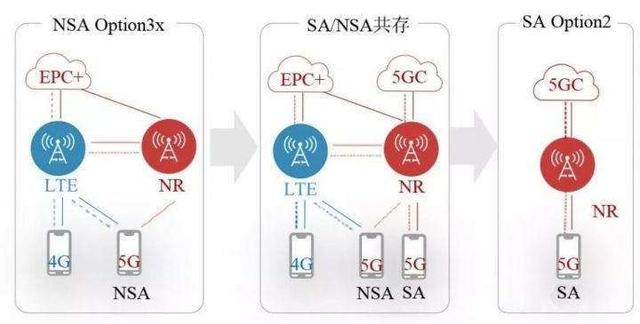 NSA Option3x
EPC+
LTE
NR
4G
5G
NSA
SA/NSA共存
EPC+
5GC
LTE
NR
4G
5G
5G
NSA
SA
SA Option2
5GC
NR
5G
SA